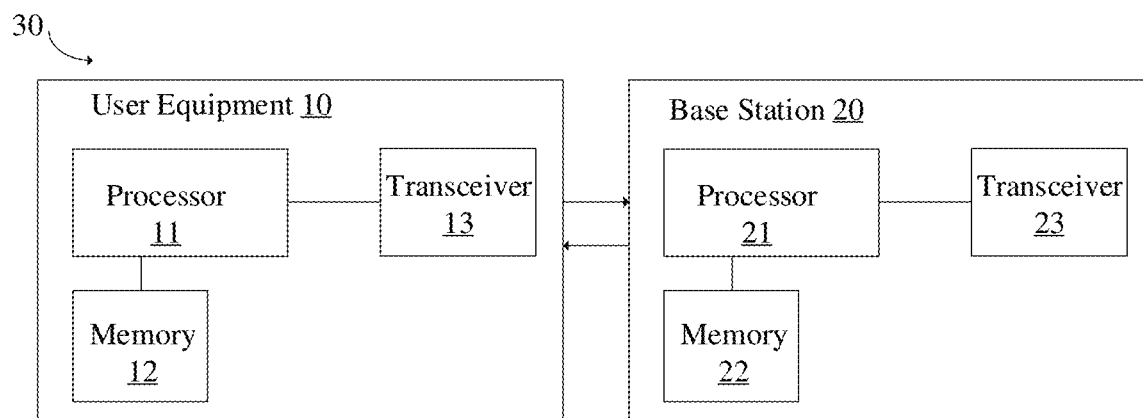 30
User Equipment 10
Processor
11
Transceiver
13
Memory
12
Base Station 20
Processor
21
Transceiver
23
Memory
22